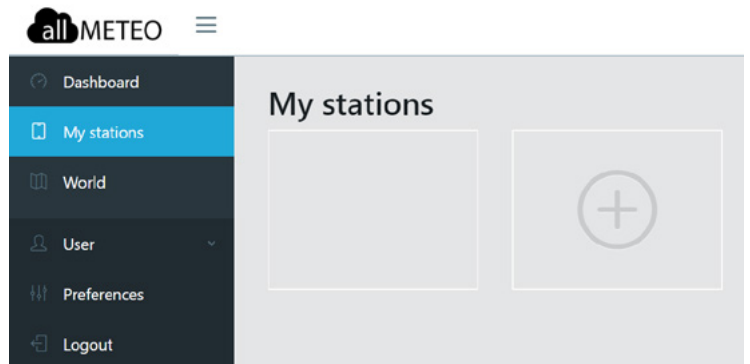 allMETEO
Dashboard
My stations
World
User
Preferences
Logout
My stations